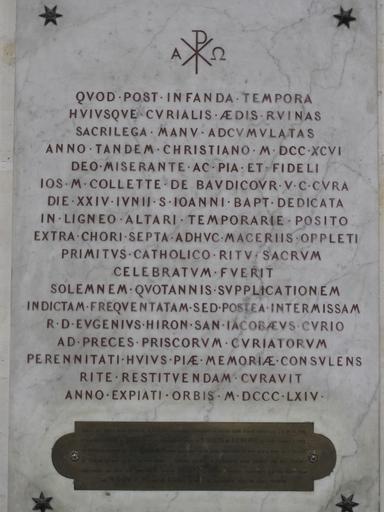 Α Ω
QVOD·POST·INFANDA·TEMPORA
HVIVSQVE·CVRIALIS·ÆDIS·RVINAS
SACRILEGA·MANV·ADCVMVLATAS
ANNO·TANDEM·CHRISTIANO·M·DCC·XCVI
DEO·MISERANTE·AC·PIA·ET·FIDELI
IOS·M·COLLETTE·DE·BAVDICOVR·V·C·CVRA
DIE·XXIV·IVNII·S·IOANNI·BAPT·DEDICATA
IN·LIGNEO·ALTARI·TEMPORARIE·POSITO
EXTRA·CHORI·SEPTA·ADHVC·MACERIIS·OPPLETI
PRIMITVS·CATHOLICO·RITV·SACRVM
CELEBRATVM·FVERIT
SOLEMNEM·QVOTANNIS·SVPPLICATIONEM
INDICTAM·FREQVENTATAM·SED·POSTEA·INTERMISSAM
R·D·EVGENIVS·HIRON·SAN·IACOBÆVS·CVRIO
AD·PRECES·PRISCORVM·CVRIATORVM
PERENNITATI·HVIVS·PIÆ·MEMORIÆ·CONSVLENS
RITE·RESTITVENDAM·CVRAVIT
ANNO·EXPIATI·ORBIS·M·DCCC·LXIV·